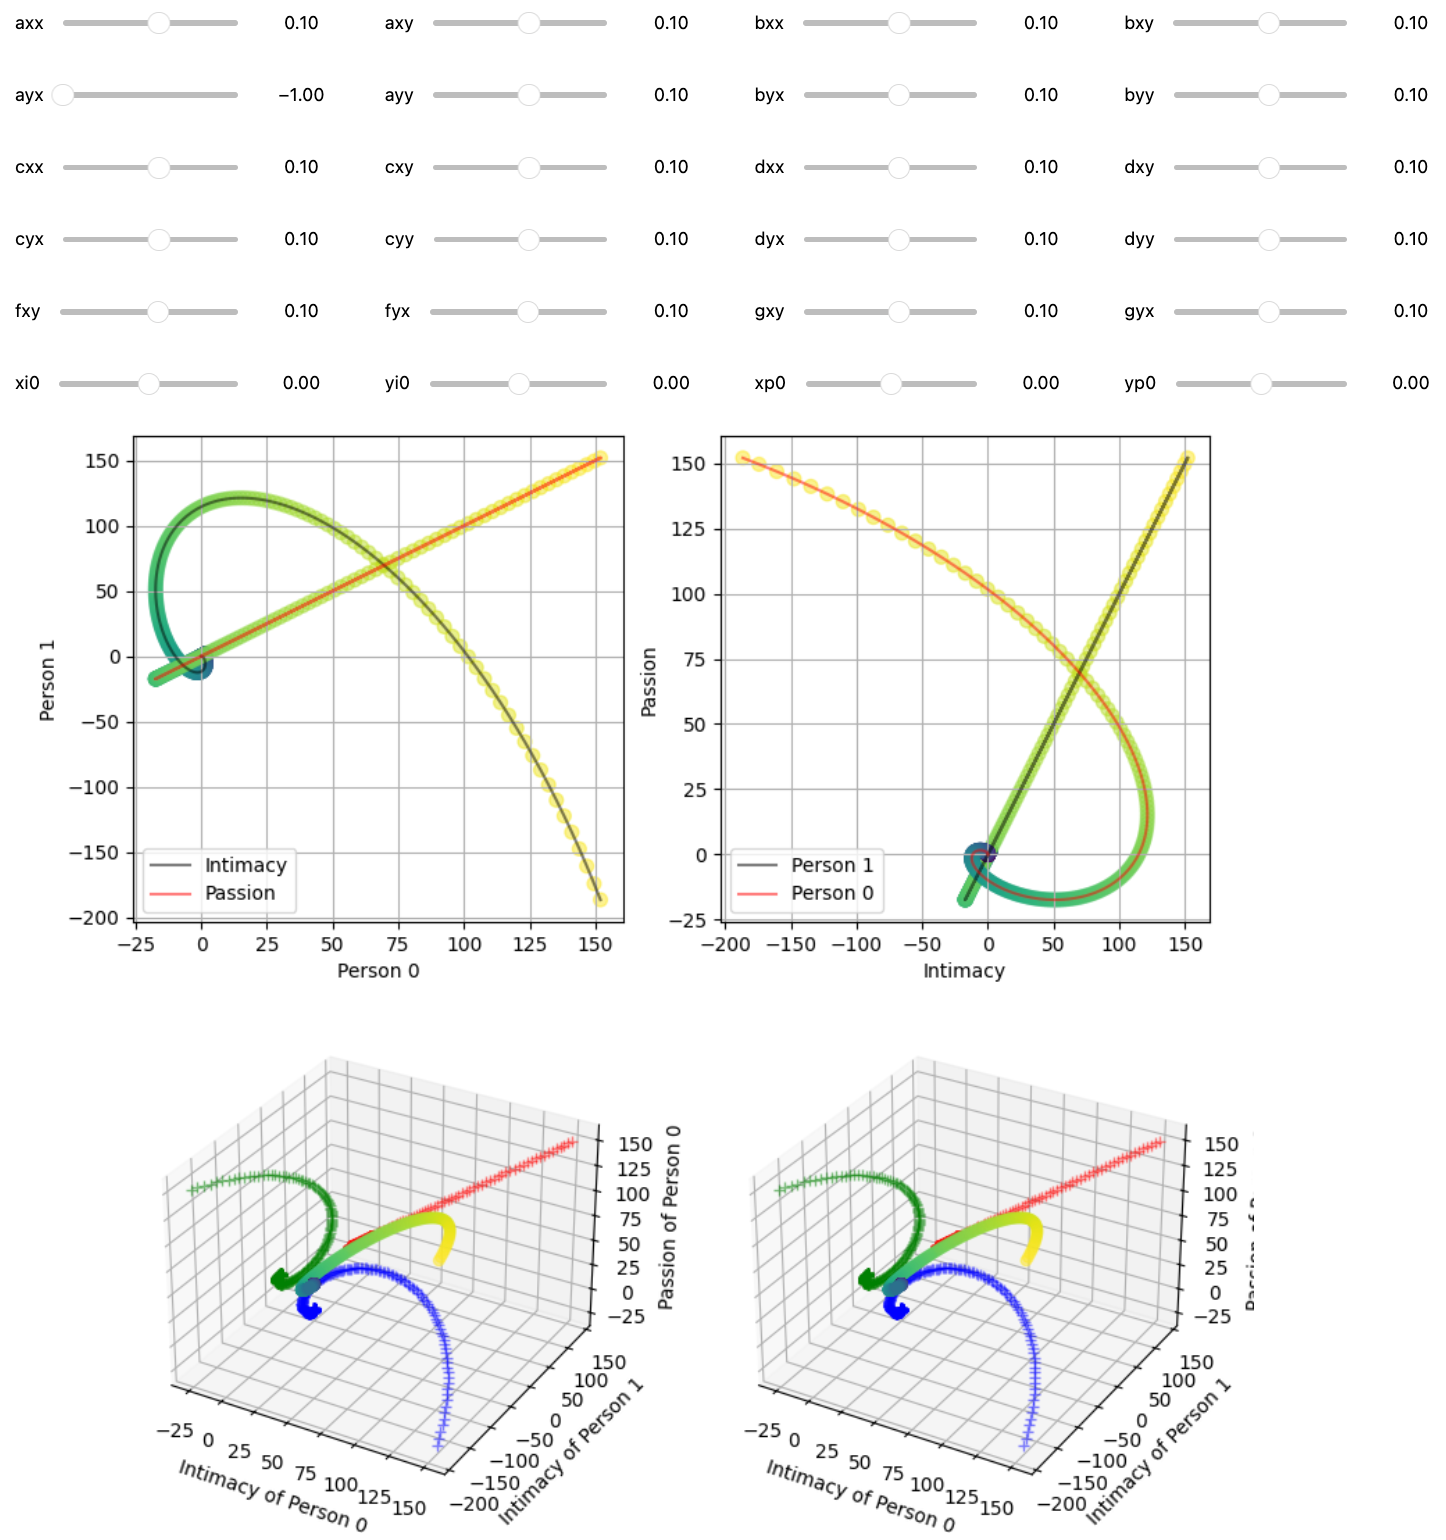 axx 0.10 axy 0.10 bxx 0.10 bxy 0.10
ayx −1.00 ayy 0.10 byx 0.10 byy 0.10
cxx 0.10 cxy 0.10 dxx 0.10 dxy 0.10
cyx 0.10 cyy 0.10 dyx 0.10 dyy 0.10
fxy 0.10 fyx 0.10 gxy 0.10 gyx 0.10
xi0 0.00 yi0 0.00 xp0 0.00 yp0 0.00
150
100
50
0
−50
−100
−150
−200
Person 1
Intimacy
Passion
−25 0 25 50 75 100 125 150
Person 0
150
125
100
75
50
25
0
−25
Passion
Person 1
Person 0
−200 −150 −100 −50 0 50 100 150
Intimacy
150
125
100
75
50
25
0
−25
Passion of Person 0
150
100
50
0
−50
−100
−150
−200
Intimacy of Person 1
−25 0 25 50 75 100 125 150
Intimacy of Person 0
150
125
100
75
50
25
0
−25
150
100
50
0
−50
−100
−150
−200
Intimacy of Person 1
−25 0 25 50 75 100 125 150
Intimacy of Person 0